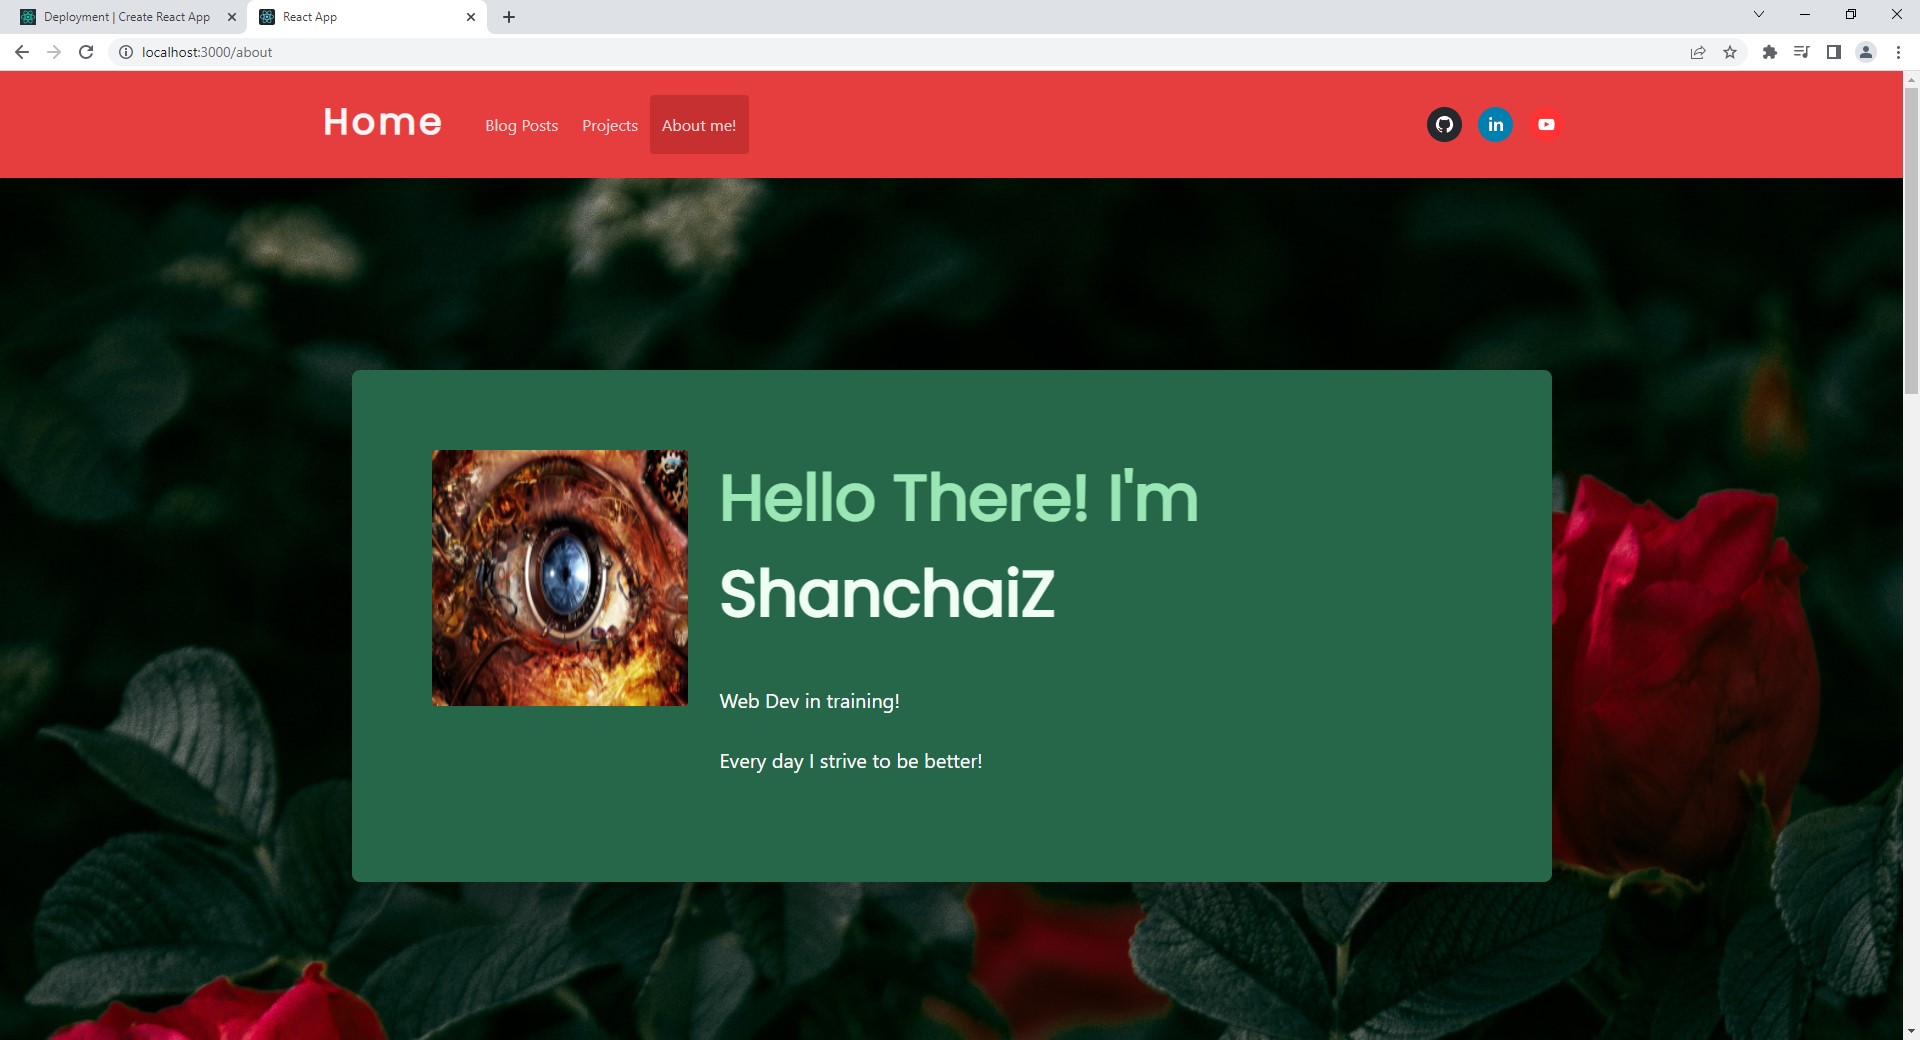 Deployment | Create React App
React App
localhost:3000/about
Home
Blog Posts
Projects
About me!
in
Hello There! I'm
ShanchaiZ
Web Dev in training!
Every day I strive to be better!